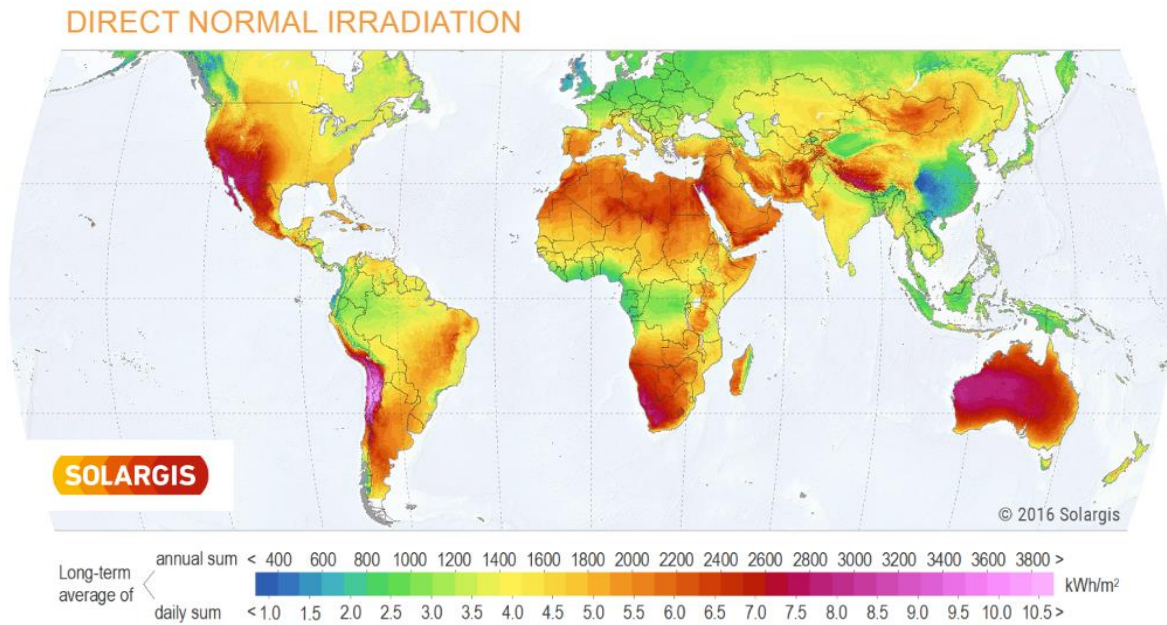 DIRECT NORMAL IRRADIATION
SOLARGIS
© 2016 Solargis
Long-term average of
annual sum < 400 600 800 1000 1200 1400 1600 1800 2000 2200 2400 2600 2800 3000 3200 3400 3600 3800 >
kWh/m²
daily sum < 1.0 1.5 2.0 2.5 3.0 3.5 4.0 4.5 5.0 5.5 6.0 6.5 7.0 7.5 8.0 8.5 9.0 9.5 10.0 10.5 >